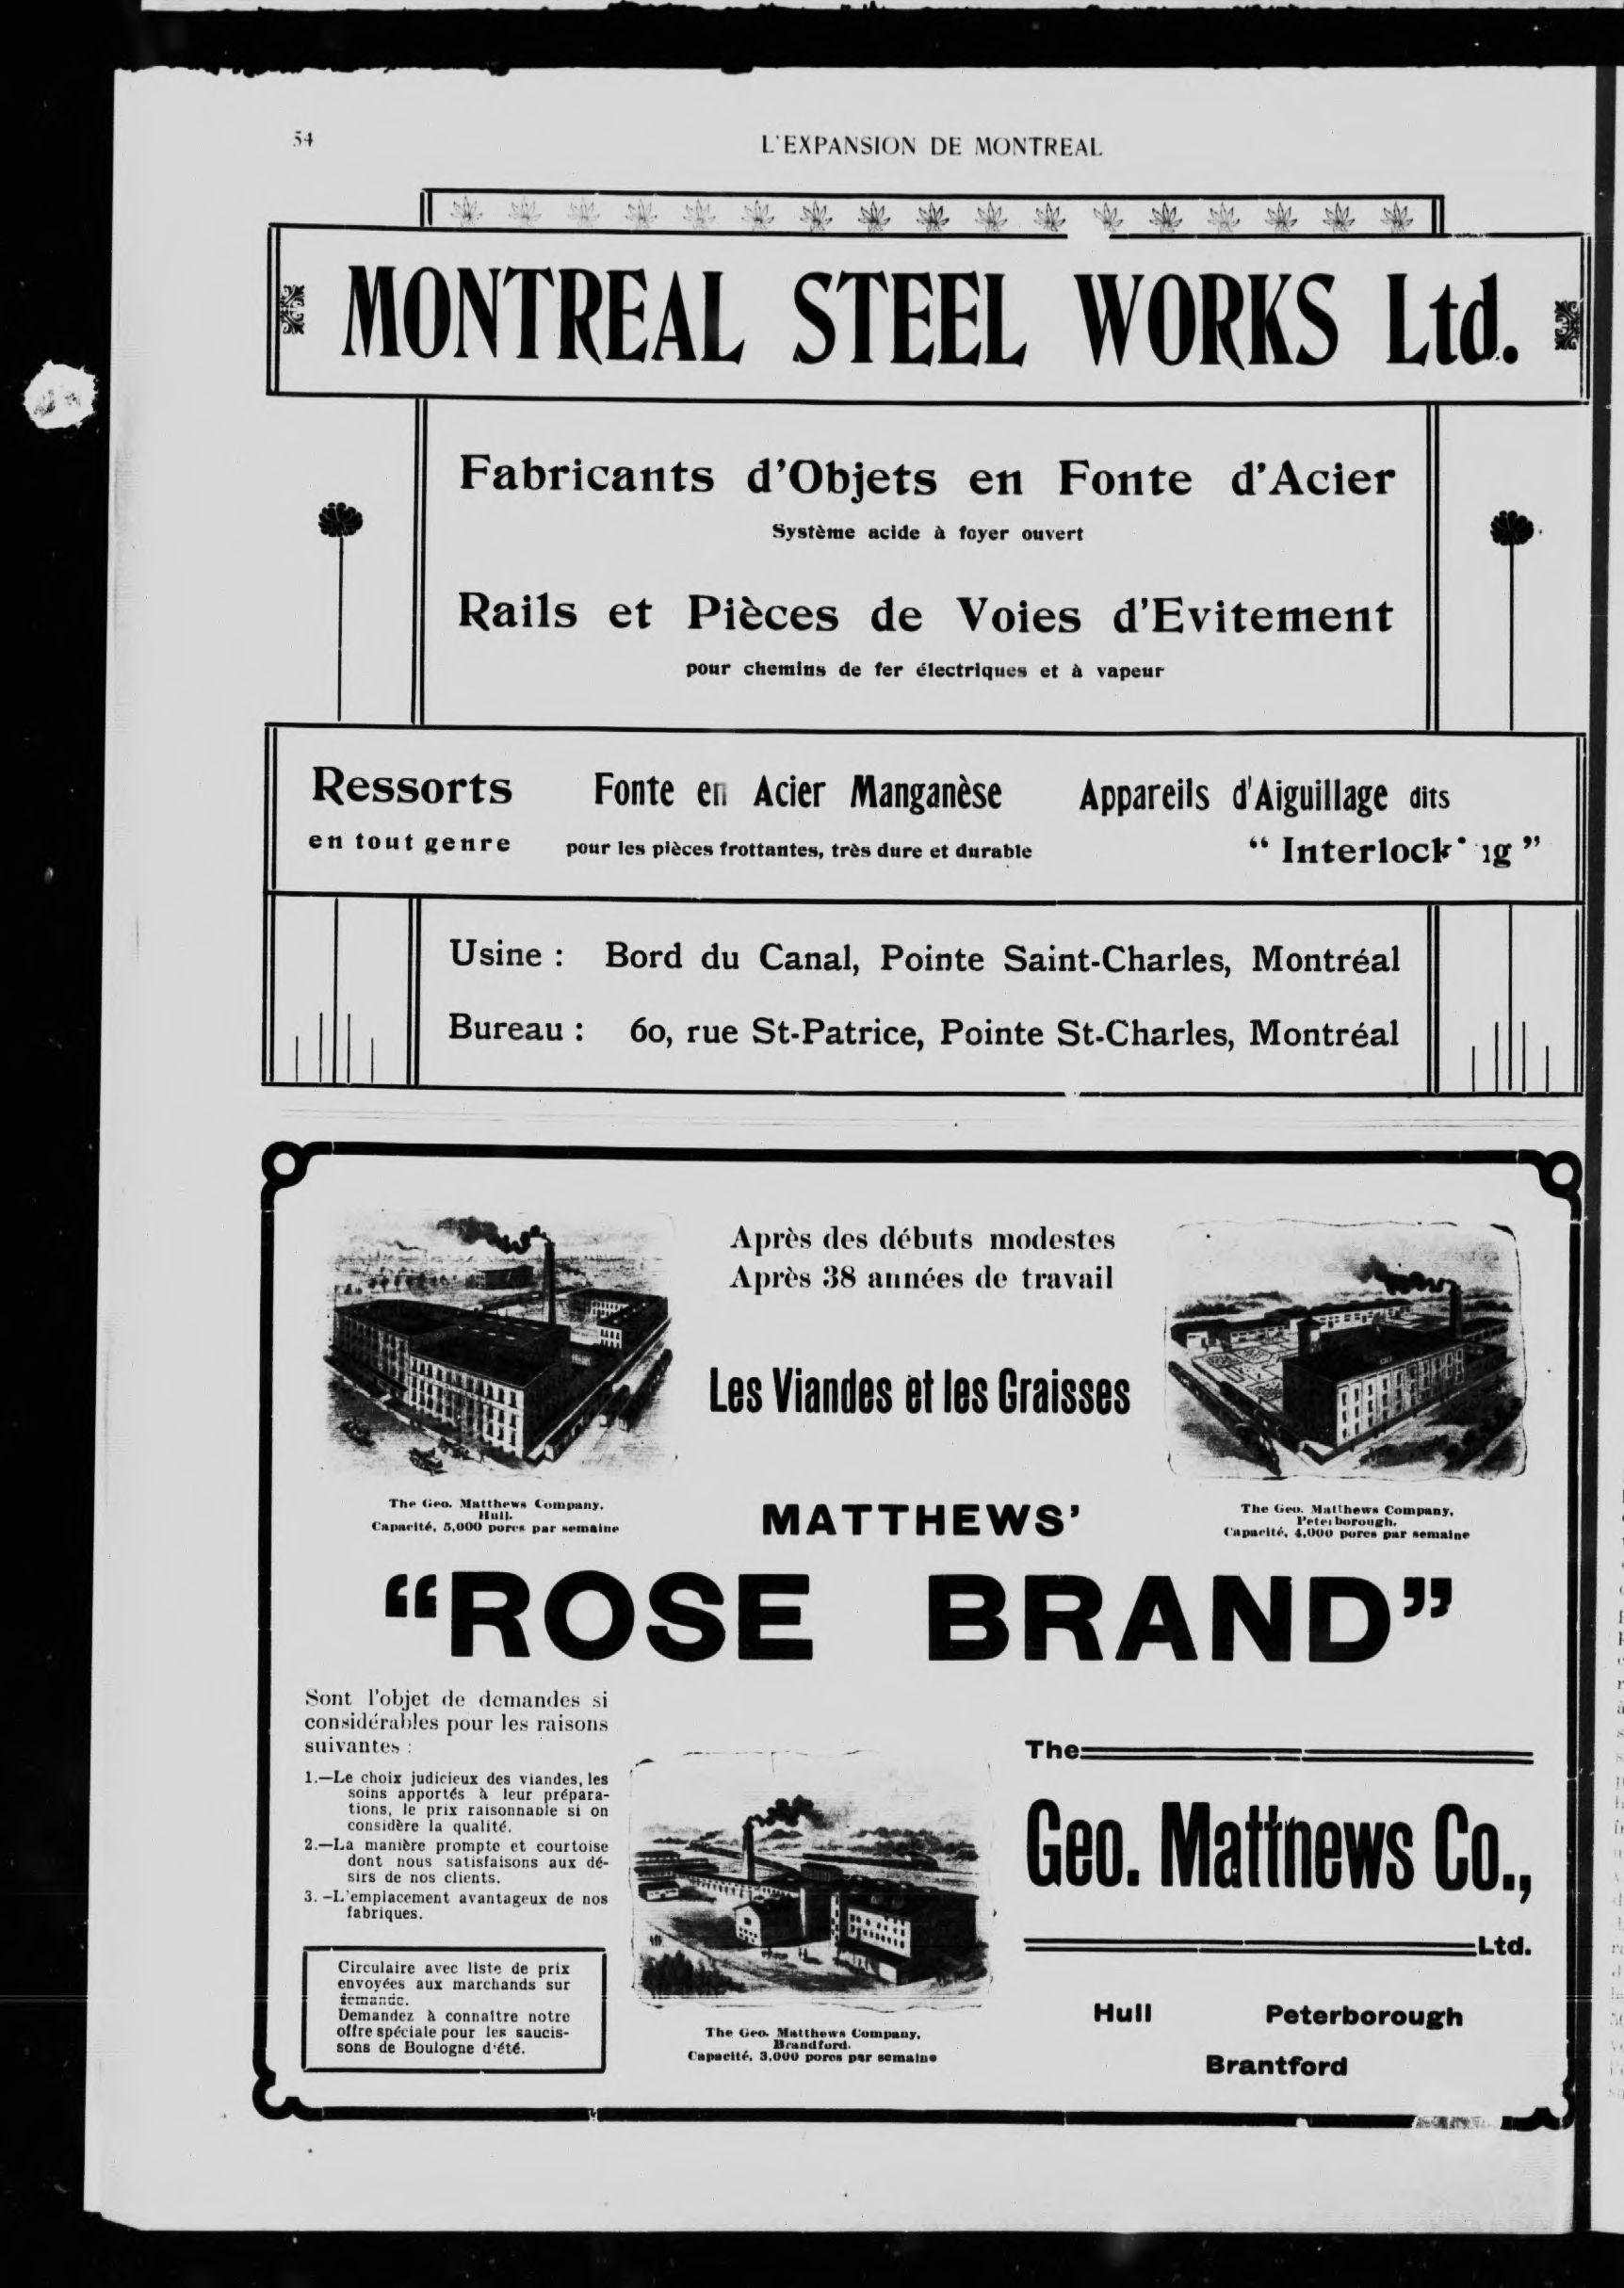 54
L'EXPANSION DE MONTREAL
MONTREAL STEEL WORKS Ltd.
Fabricants d'Objets en Fonte d'Acier
Système acide à foyer ouvert
Rails et Pièces de Voies d'Evitement
pour chemins de fer électriques et à vapeur
Ressorts
en tout genre
Fonte en Acier Manganèse
pour les pièces frottantes, très dure et durable
Appareils d'Aiguillage dits
“ Interlocking ”
Usine : Bord du Canal, Pointe Saint-Charles, Montréal
Bureau : 60, rue St-Patrice, Pointe St-Charles, Montréal
Après des débuts modestes
Après 38 années de travail
Les Viandes et les Graisses
The Geo. Matthews Company,
Hull.
Capacité, 5,000 porcs par semaine
MATTHEWS'
The Geo. Matthews Company,
Peterborough.
Capacité, 4,000 porcs par semaine
“ROSE BRAND”
Sont l'objet de demandes si
considérables pour les raisons
suivantes :
1.—Le choix judicieux des viandes, les
soins apportés à leur prépara-
tions, le prix raisonnable si on
considère la qualité.
2.—La manière prompte et courtoise
dont nous satisfaisons aux dé-
sirs de nos clients.
3. —L'emplacement avantageux de nos
fabriques.
Circulaire avec liste de prix
envoyées aux marchands sur
demande.
Demandez à connaître notre
offre spéciale pour les saucis-
sons de Boulogne d'été.
The Geo. Matthews Company,
Brandford.
Capacité, 3,000 porcs par semaine
The
Geo. Matthews Co.,
Ltd.
Hull Peterborough
Brantford